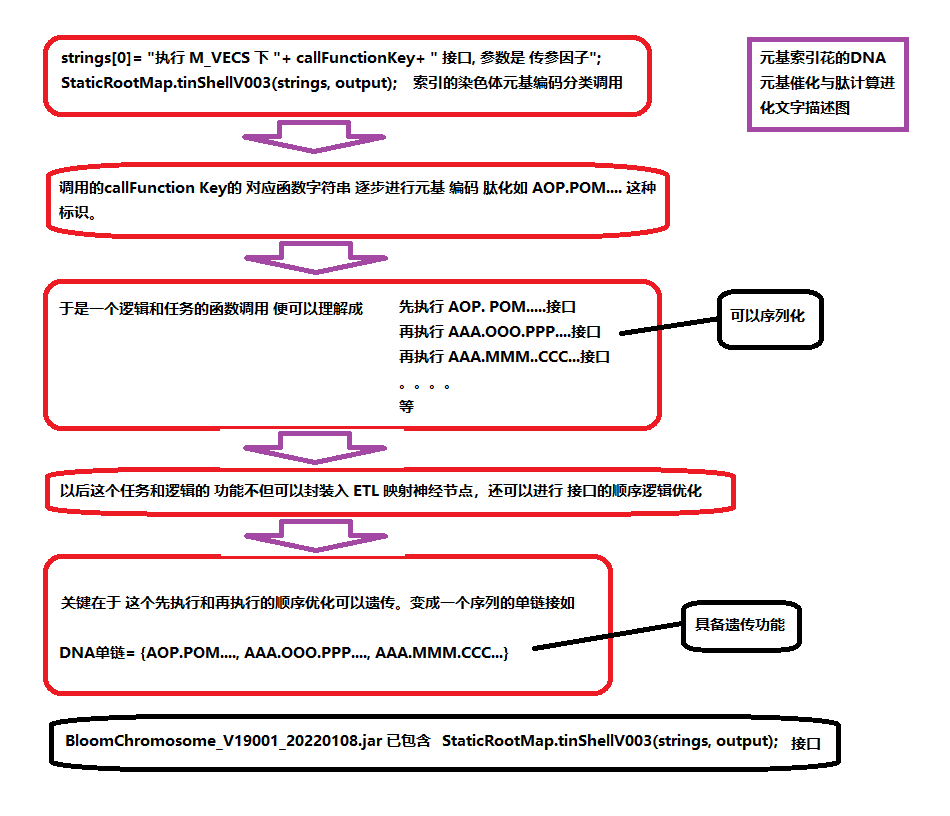 strings[0]= "执行 M_VECS 下 "+ callFunctionKey+ " 接口, 参数是 传参因子";
StaticRootMap.tinShellV003(strings, output); 索引的染色体元基编码分类调用
元基索引花的DNA
元基催化与肽计算进
化文字描述图
调用的callFunction Key的 对应函数字符串 逐步进行元基 编码 肽化如 AOP.POM.... 这种
标识。
于是一个逻辑和任务的函数调用 便可以理解成
先执行 AOP. POM.....接口
再执行 AAA.OOO.PPP....接口
再执行 AAA.MMM..CCC...接口
。。。。
等
可以序列化
以后这个任务和逻辑的 功能不但可以封装入 ETL 映射神经节点，还可以进行 接口的顺序逻辑优化
关键在于 这个先执行和再执行的顺序优化可以遗传。变成一个序列的单链接如
DNA单链= {AOP.POM...., AAA.OOO.PPP...., AAA.MMM.CCC...}
具备遗传功能
BloomChromosome_V19001_20220108.jar 已包含 StaticRootMap.tinShellV003(strings, output); 接口